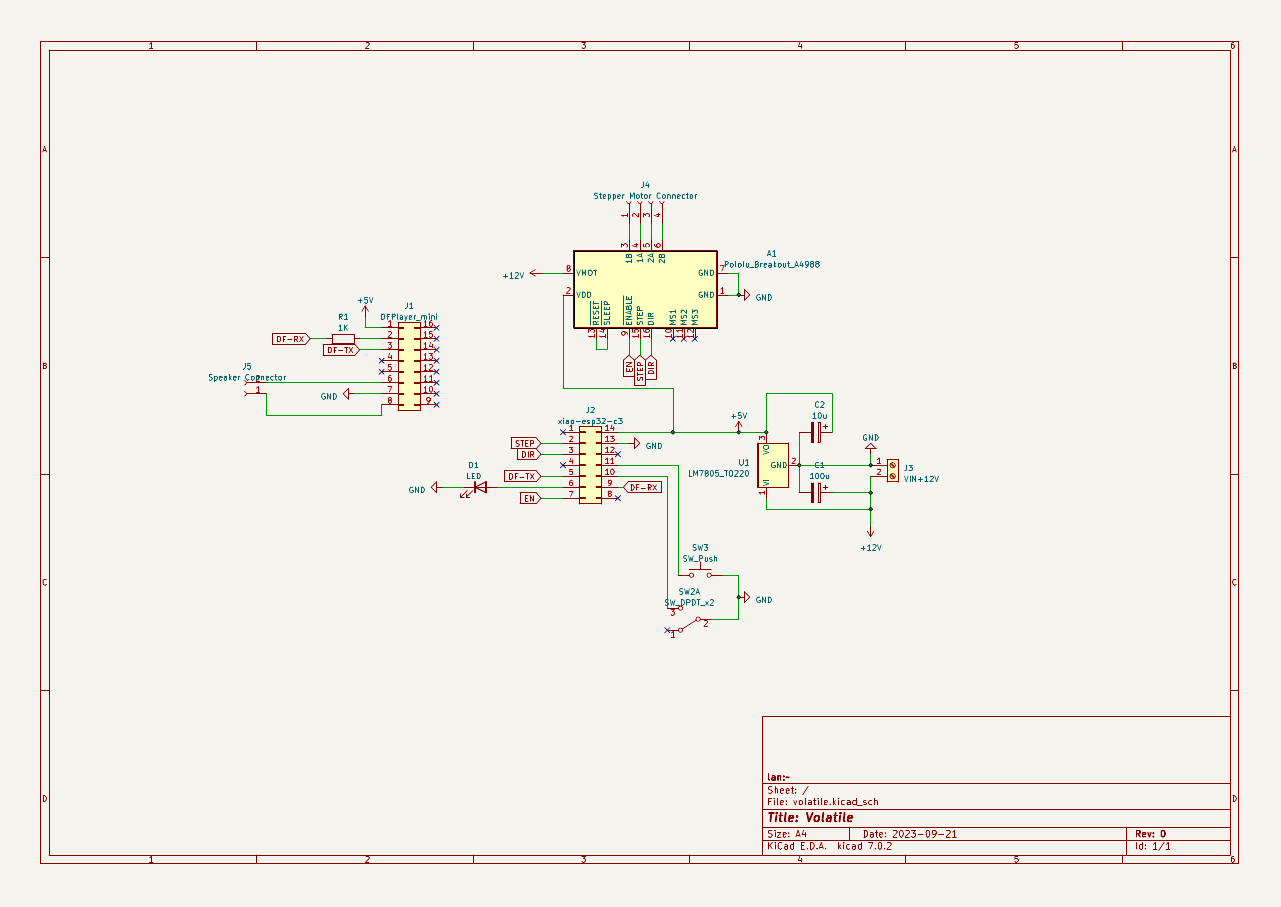 1 2 3 4 5 6
A A
J4
Stepper Motor Connector
1 2 3 4
3 4 5 6
1B 1A 2A 2B
A1
Pololu_Breakout_A4988
+12V 8 VMOT GND 7
2 VDD GND 1 GND
RESET SLEEP ENABLE STEP DIR MS1 MS2 MS3
13 14 9 15 16 10 11 12
EN STEP DIR
+5V
J1
DFPlayer_mini
R1
1K
1 16
DF-RX 2 15
DF-TX 3 14
4 13
B B
5 12
J5
Speaker Connector
2 6 11
1 GND 7 10
8 9
J2
xiao-esp32-c3
1 14
STEP 2 13 GND
DIR 3 12
4 11
DF-TX 5 10
D1
LED
GND 6 9 DF-RX
EN 7 8
+5V
C2
10u
+
GND
3
VO
U1
LM7805_TO220
GND 2
VI
1
C1
100u
+
1
2
J3
VIN+12V
+12V
SW3
SW_Push
C C
SW2A
SW_DPDT_x2
3
2
1
GND
D D
lan:~
Sheet: /
File: volatile.kicad_sch
Title: Volatile
Size: A4 Date: 2023-09-21 Rev: 0
KiCad E.D.A. kicad 7.0.2 Id: 1/1
1 2 3 4 5 6